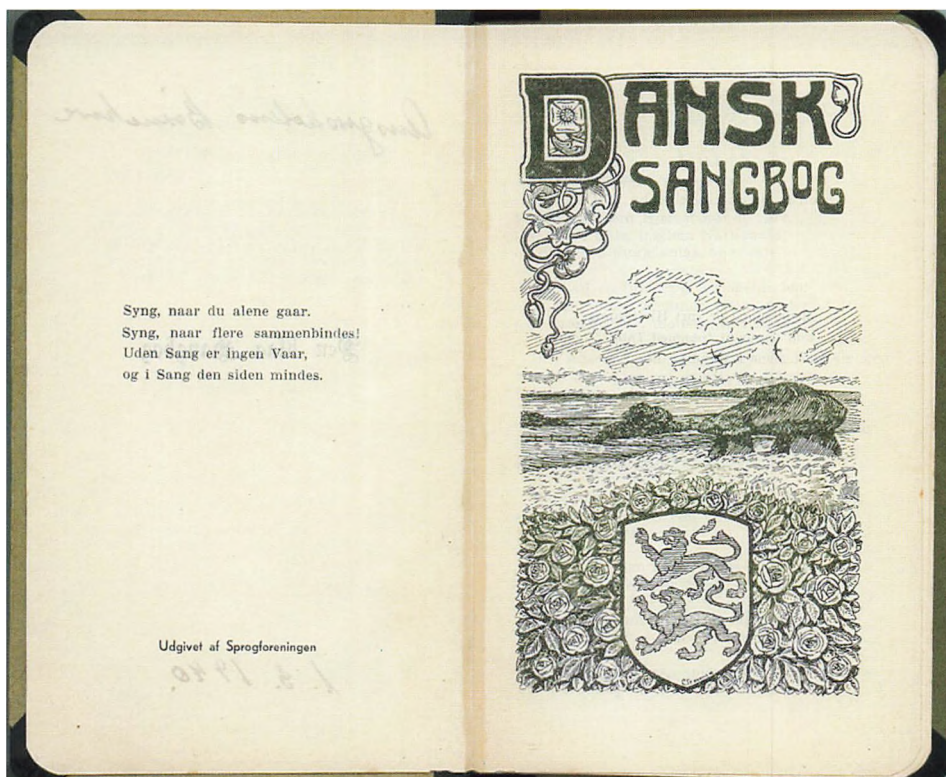 Syng, naar du alene gaar.
Syng, naar flere sammenbindes!
Uden Sang er ingen Vaar,
og i Sang den siden mindes.
Udgivet af Sprogforeningen
DANSK
SANGBOG